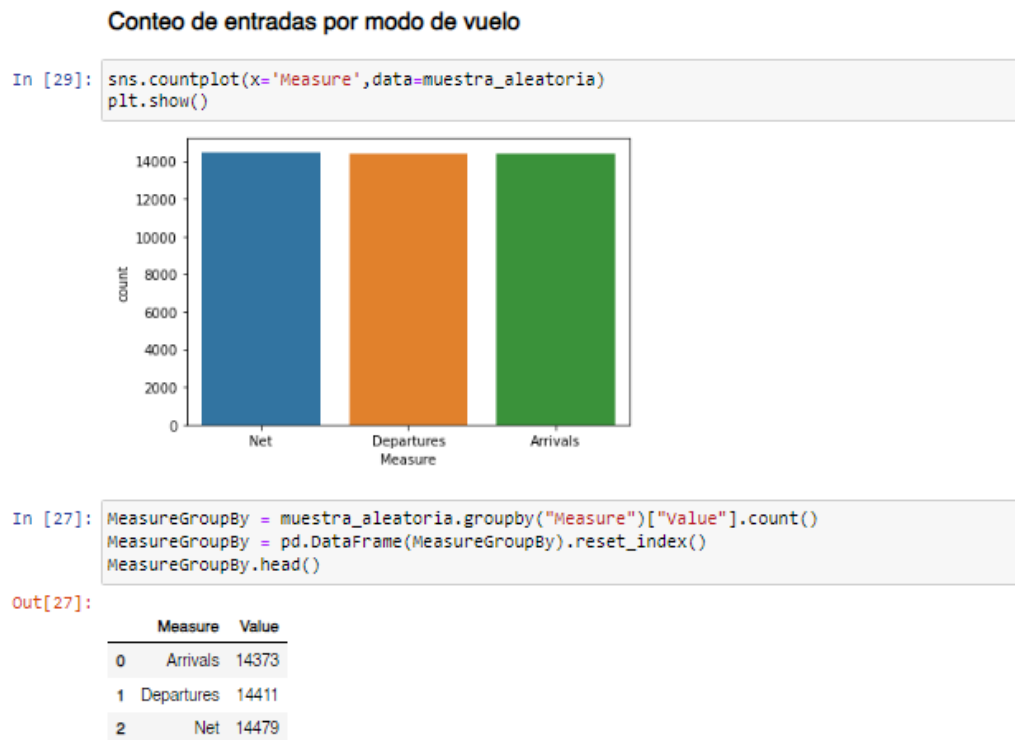 Conteo de entradas por modo de vuelo
In [29]: sns.countplot(x='Measure',data=muestra_aleatoria)
plt.show()
14000
12000
10000
8000
6000
4000
2000
0
count
Net Departures Arrivals
Measure
In [27]: MeasureGroupBy = muestra_aleatoria.groupby("Measure")["Value"].count()
MeasureGroupBy = pd.DataFrame(MeasureGroupBy).reset_index()
MeasureGroupBy.head()
Out[27]:
Measure Value
0 Arrivals 14373
1 Departures 14411
2 Net 14479